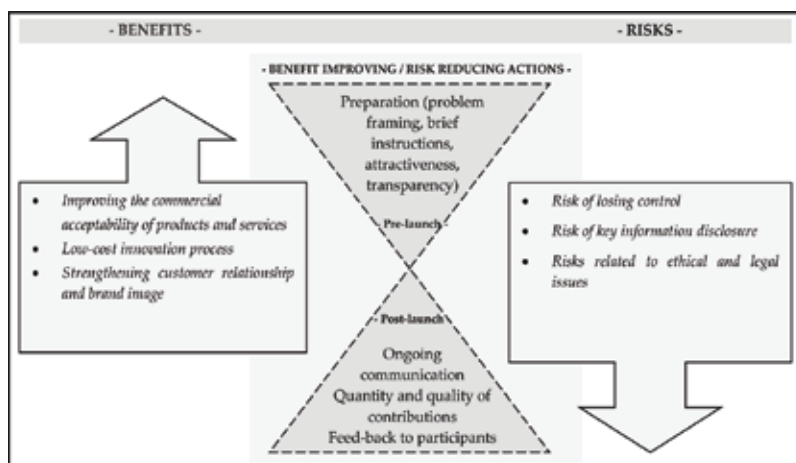 - BENEFITS -
- RISKS -
- BENEFIT IMPROVING / RISK REDUCING ACTIONS -
Preparation (problem
framing, brief
instructions,
attractiveness,
transparency)
- Pre-launch -
• Improving the commercial
acceptability of products and services
• Low-cost innovation process
• Strengthening customer relationship
and brand image
• Risk of losing control
• Risk of key information disclosure
• Risks related to ethical and legal
issues
- Post-launch -
Ongoing
communication
Quantity and quality of
contributions
Feed-back to participants